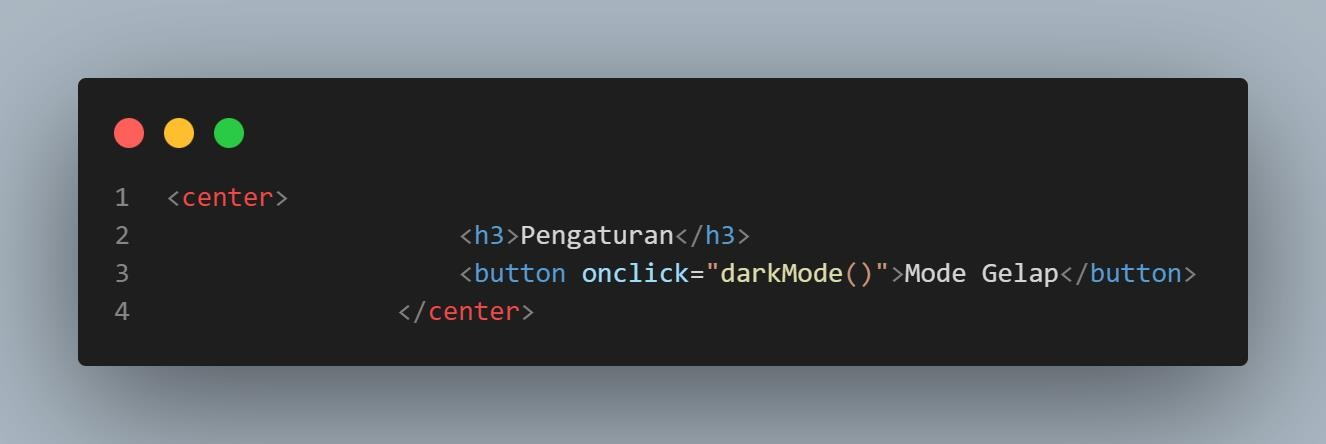 1 <center>
2 <h3>Pengaturan</h3>
3 <button onclick="darkMode()">Mode Gelap</button>
4 </center>